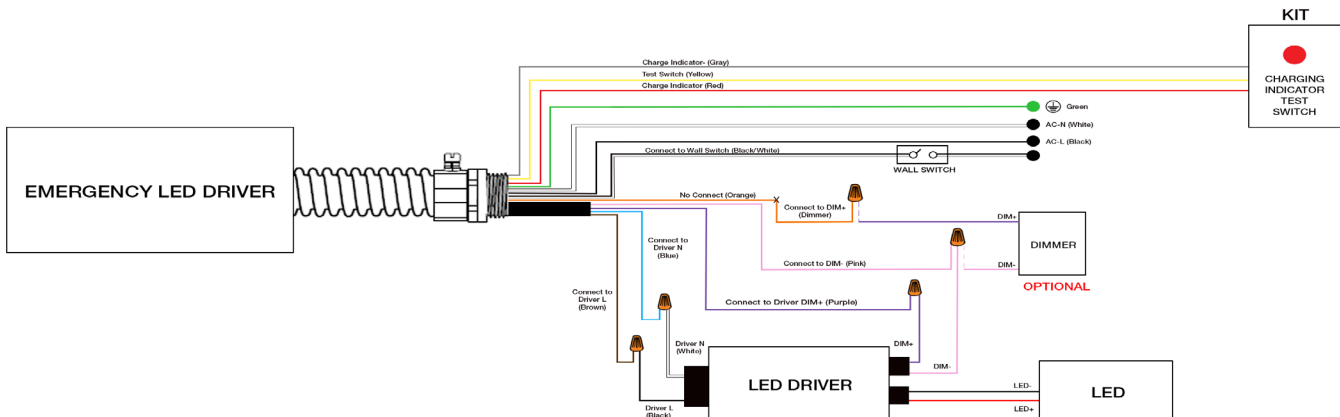 KIT
CHARGING
INDICATOR
TEST
SWITCH
Charge Indicator- (Gray)
Test Switch (Yellow)
Charge Indicator (Red)
Green
AC-N (White)
AC-L (Black)
Connect to Wall Switch (Black/White)
WALL SWITCH
EMERGENCY LED DRIVER
No Connect (Orange)
Connect to DIM+
(Dimmer)
DIM+
DIMMER
DIM-
OPTIONAL
Connect to DIM- (Pink)
Connect to
Driver N
(Blue)
Connect to
Driver L
(Brown)
Connect to Driver DIM+ (Purple)
Driver N
(White)
DIM+
DIM-
LED DRIVER
Driver L
(Black)
LED-
LED+
LED